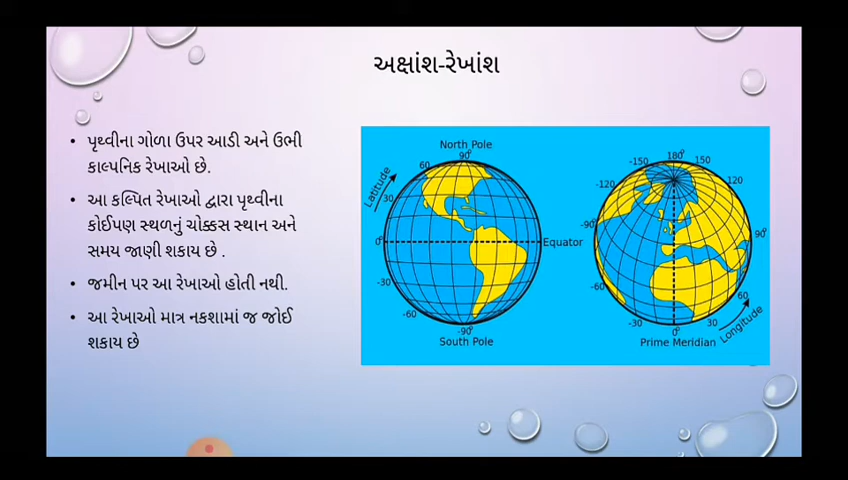 અક્ષાંશ-રેખાંશ
• પૃથ્વીના ગોળા ઉપર આડી અને ઉભી
કાલ્પનિક રેખાઓ છે.
• આ કલ્પિત રેખાઓ દ્વારા પૃથ્વીના
કોઈપણ સ્થળનું ચોક્કસ સ્થાન અને
સમય જાણી શકાય છે .
• જમીન પર આ રેખાઓ હોતી નથી.
• આ રેખાઓ માત્ર નકશામાં જ જોઈ
શકાય છે
North Pole
90°
60
30
0°
-30
-60
-90°
Latitude
Equator
South Pole
180°
-150
150
-120
120
-90°
90°
-60
60
-30
30
0°
Longitude
Prime Meridian